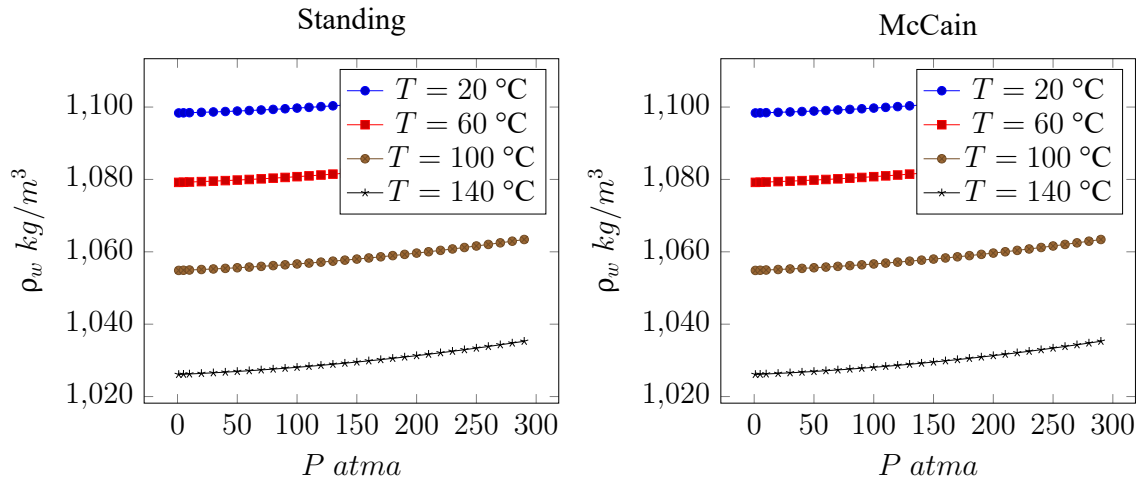 Standing
1,100
1,080
1,060
1,040
1,020
ρw kg/m³
0 50 100 150 200 250 300
P atma
T = 20 °C
T = 60 °C
T = 100 °C
T = 140 °C
McCain
1,100
1,080
1,060
1,040
1,020
ρw kg/m³
0 50 100 150 200 250 300
P atma
T = 20 °C
T = 60 °C
T = 100 °C
T = 140 °C